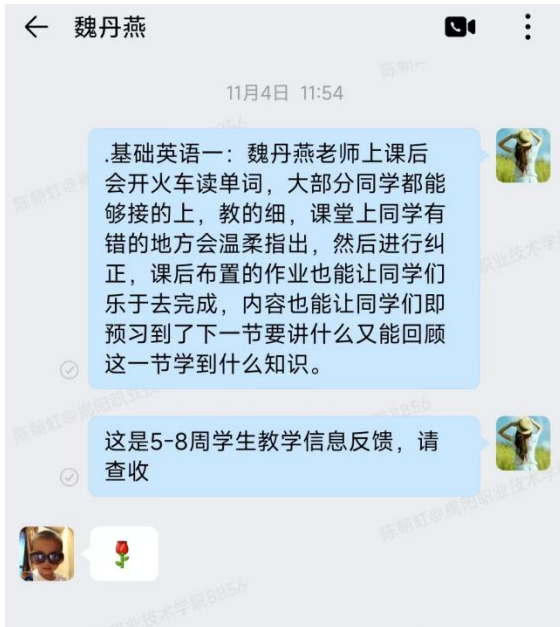 魏丹燕
11月4日 11:54
.基础英语一：魏丹燕老师上课后
会开火车读单词，大部分同学都能
够接的上，教的细，课堂上同学有
错的地方会温柔指出，然后进行纠
正，课后布置的作业也能让同学们
乐于去完成，内容也能让同学们即
预习到了下一节要讲什么又能回顾
这一节学到什么知识。
这是5-8周学生教学信息反馈，请
查收